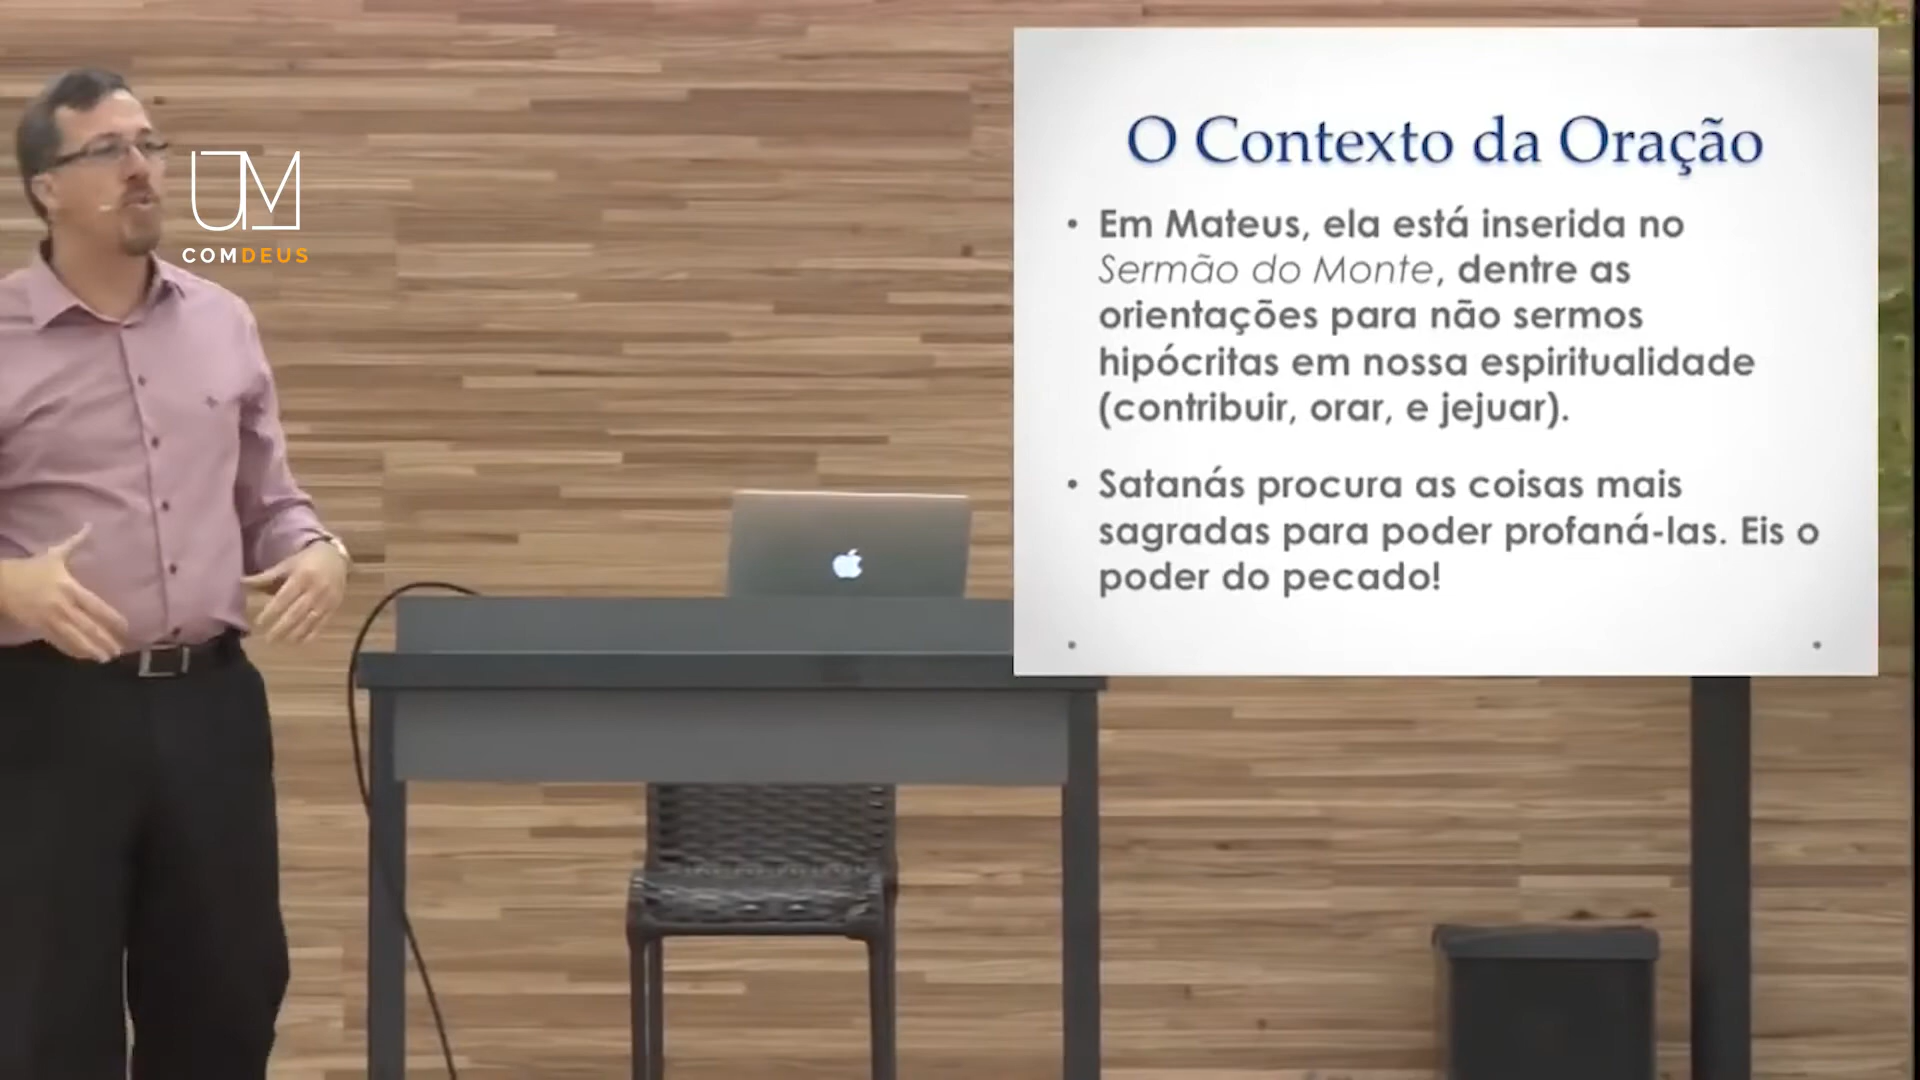 UM
COMDEUS
O Contexto da Oração
• Em Mateus, ela está inserida no
Sermão do Monte, dentre as
orientações para não sermos
hipócritas em nossa espiritualidade
(contribuir, orar, e jejuar).
• Satanás procura as coisas mais
sagradas para poder profaná-las. Eis o
poder do pecado!